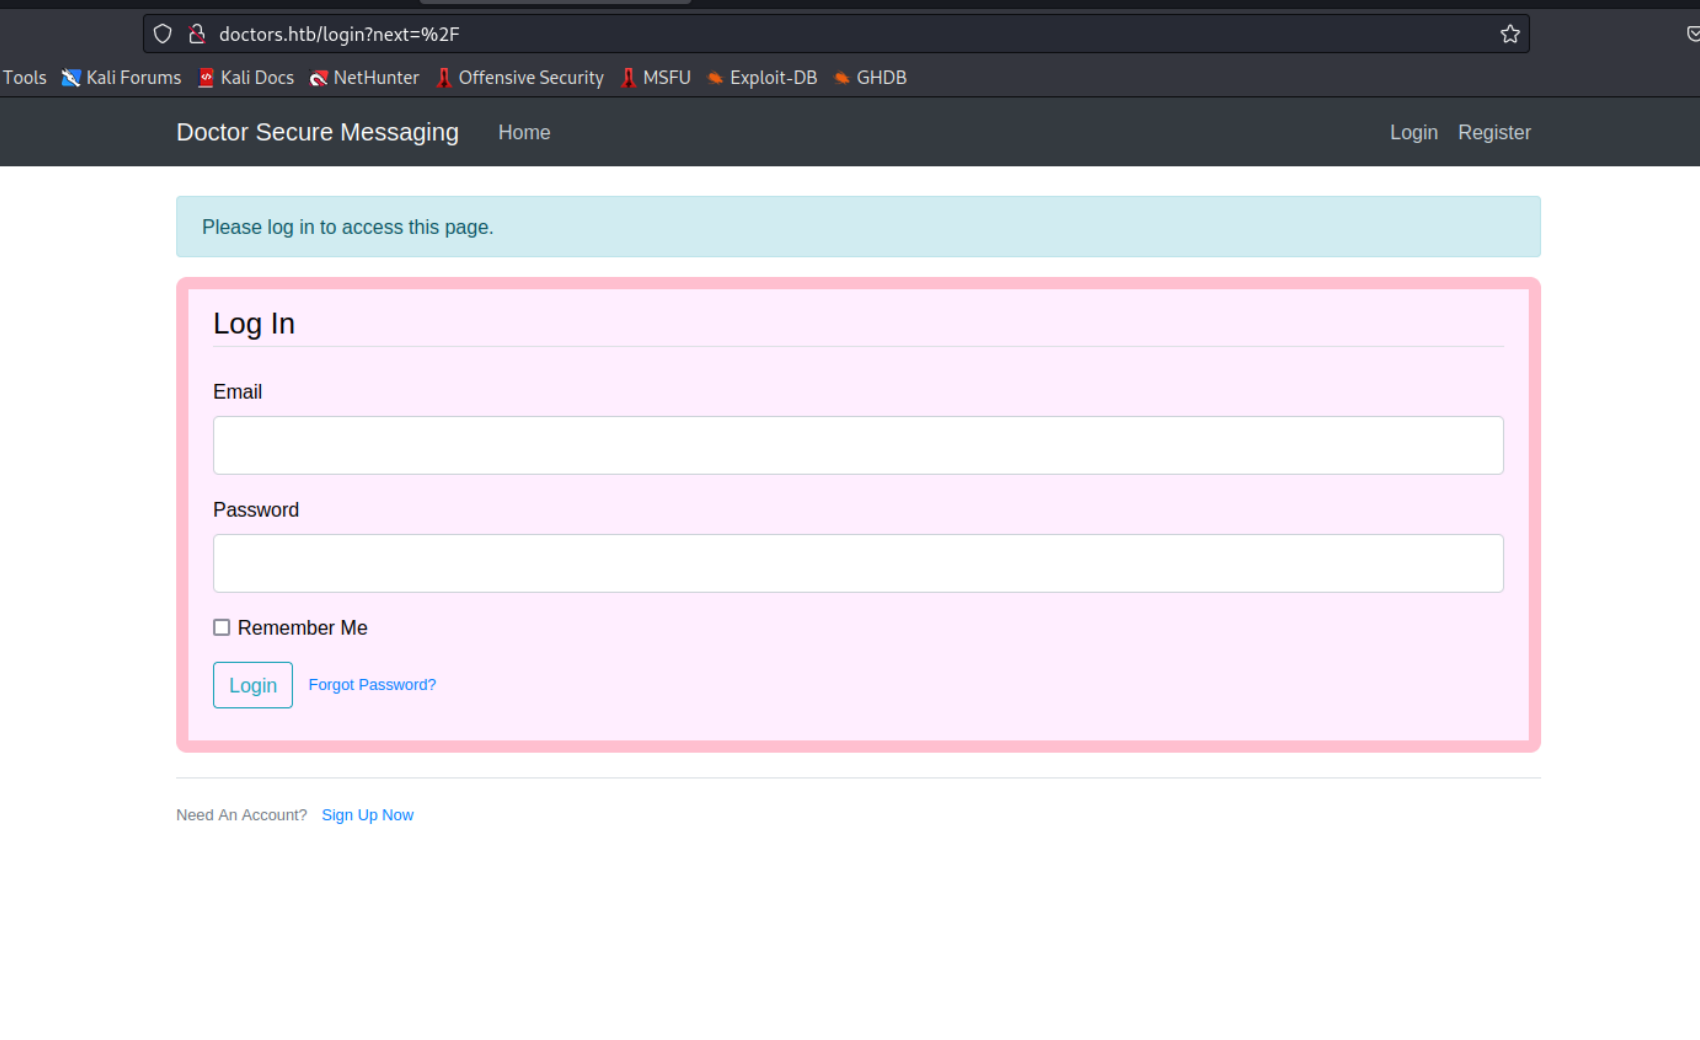 doctors.htb/login?next=%2F
Tools Kali Forums Kali Docs NetHunter Offensive Security MSFU Exploit-DB GHDB
Doctor Secure Messaging Home Login Register
Please log in to access this page.
Log In
Email
Password
Remember Me
Login Forgot Password?
Need An Account? Sign Up Now